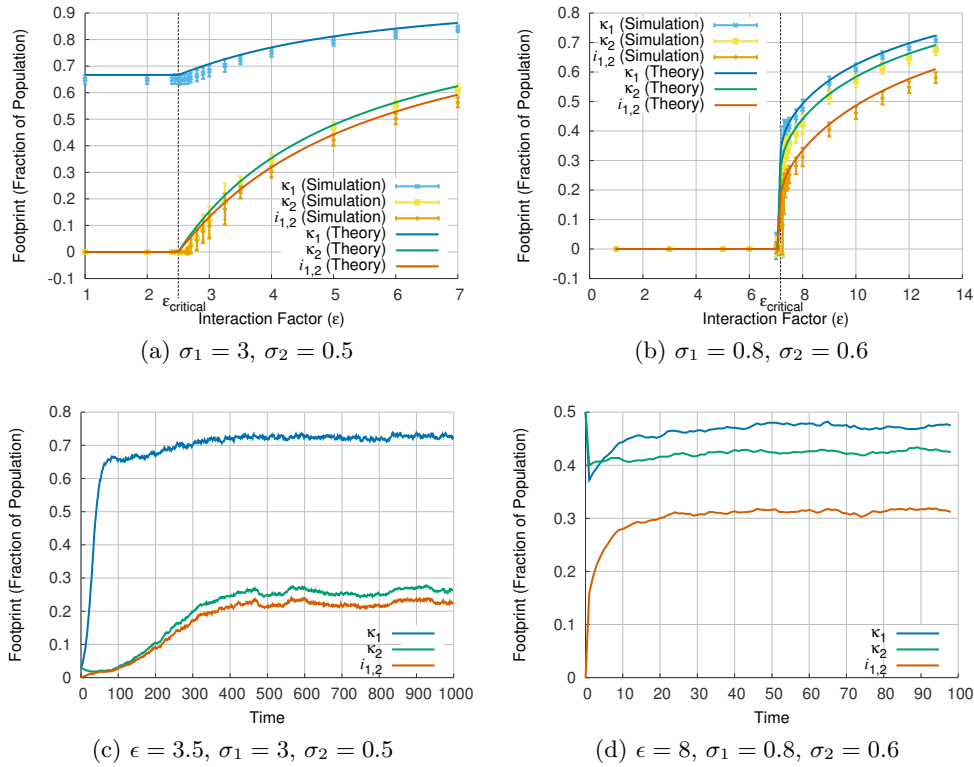 Footprint (Fraction of Population)
0.9
0.8
0.7
0.6
0.5
0.4
0.3
0.2
0.1
0
-0.1
κ1 (Simulation)
κ2 (Simulation)
i1,2 (Simulation)
κ1 (Theory)
κ2 (Theory)
i1,2 (Theory)
1 2 3 4 5 6 7
εcritical
Interaction Factor (ε)
(a) σ1 = 3, σ2 = 0.5
Footprint (Fraction of Population)
0.8
0.7
0.6
0.5
0.4
0.3
0.2
0.1
0
-0.1
κ1 (Simulation)
κ2 (Simulation)
i1,2 (Simulation)
κ1 (Theory)
κ2 (Theory)
i1,2 (Theory)
0 2 4 6 8 10 12 14
εcritical
Interaction Factor (ε)
(b) σ1 = 0.8, σ2 = 0.6
Footprint (Fraction of Population)
0.8
0.7
0.6
0.5
0.4
0.3
0.2
0.1
0
κ1
κ2
i1,2
0 100 200 300 400 500 600 700 800 900 1000
Time
(c) ϵ = 3.5, σ1 = 3, σ2 = 0.5
Footprint (Fraction of Population)
0.5
0.4
0.3
0.2
0.1
0
κ1
κ2
i1,2
0 10 20 30 40 50 60 70 80 90 100
Time
(d) ϵ = 8, σ1 = 0.8, σ2 = 0.6